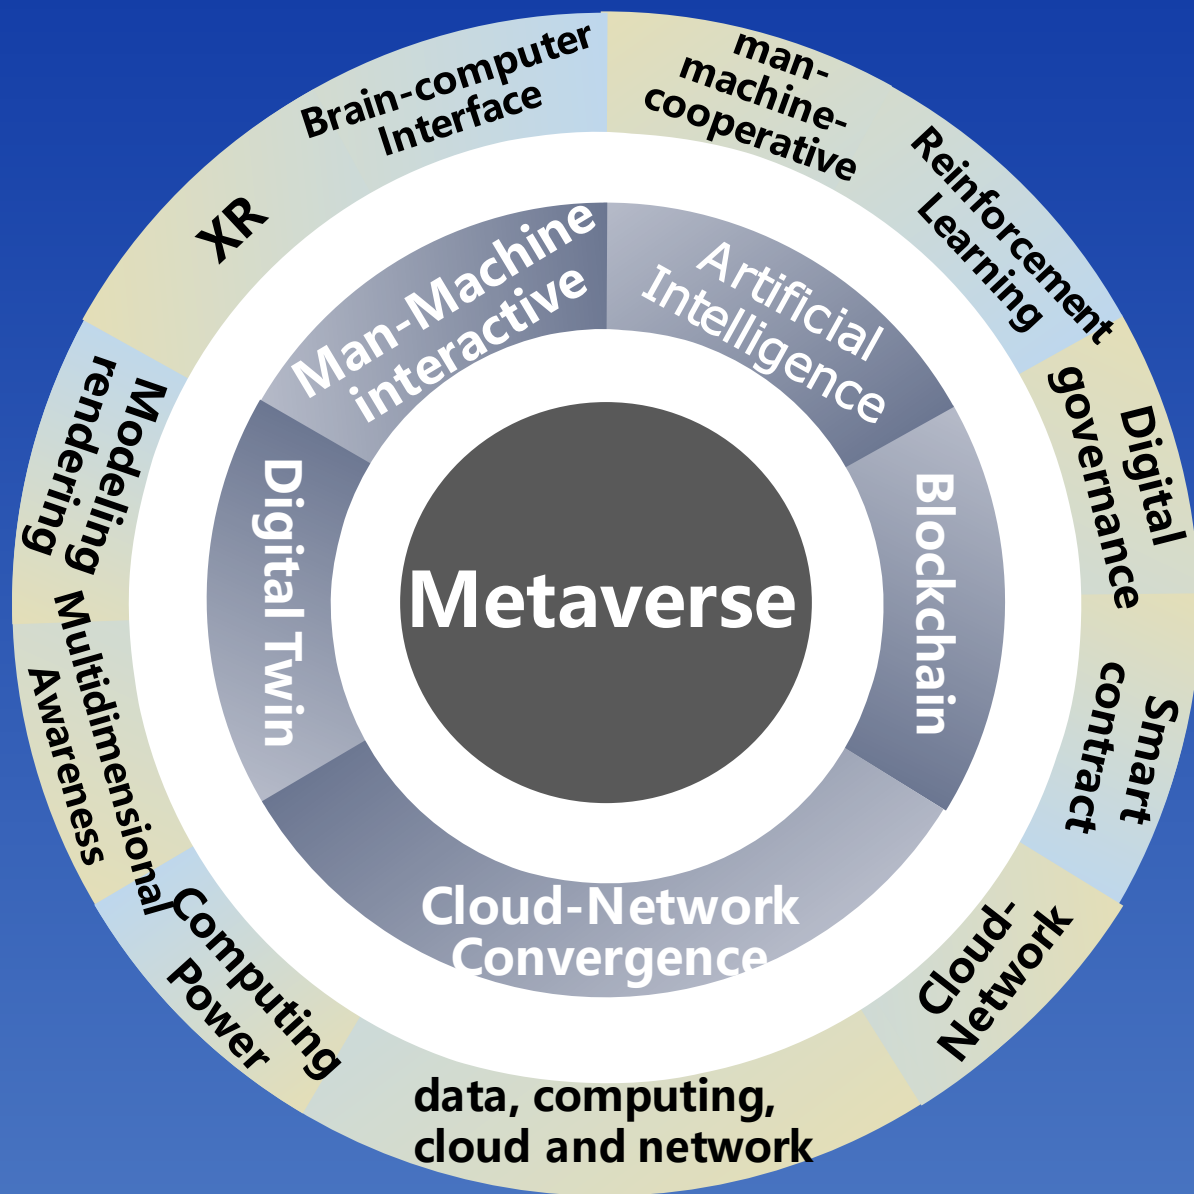 Brain-computer
Interface
man-
machine-
cooperative
XR
Reinforcement
Learning
Man-Machine
interactive
Artificial
Intelligence
Modeling
rendering
Digital
governance
Digital Twin
Blockchain
Metaverse
Multidimensional
Awareness
Smart
contract
Cloud-Network
Convergence
Computing
Power
Cloud-
Network
data, computing,
cloud and network